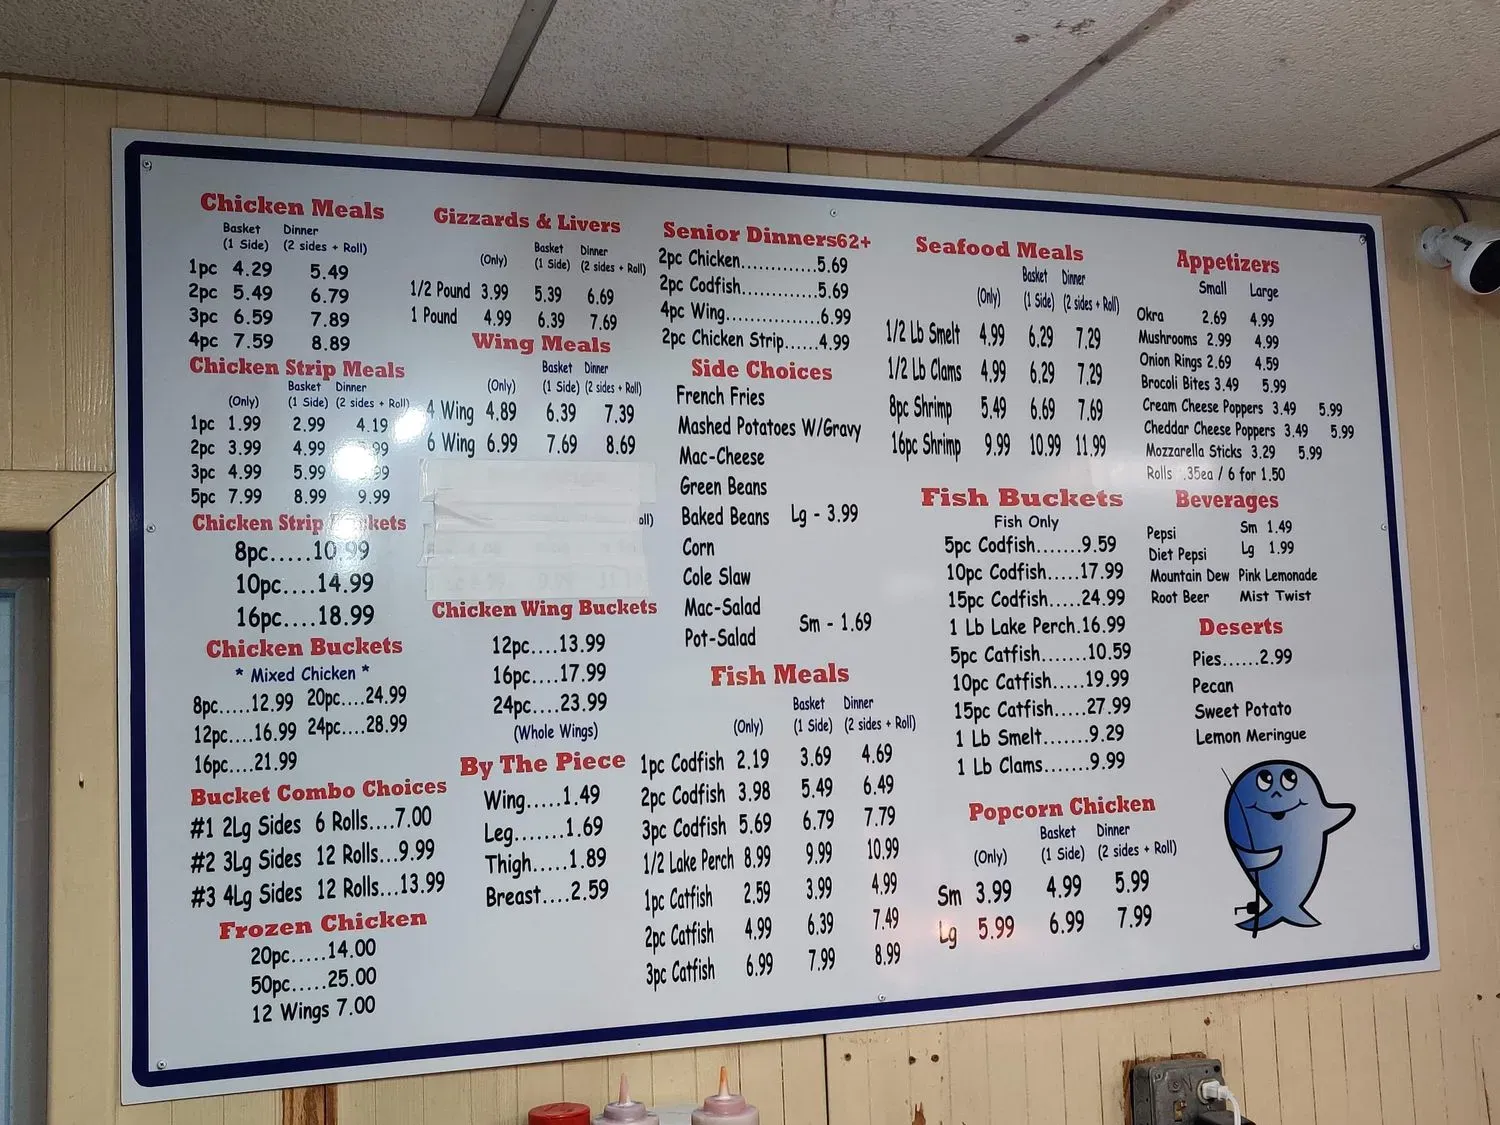 Chicken Meals
Basket Dinner
(1 Side) (2 sides + Roll)
1pc 4.29 5.49
2pc 5.49 6.79
3pc 6.59 7.89
4pc 7.59 8.89
Chicken Strip Meals
Basket Dinner
(Only) (1 Side) (2 sides + Roll)
1pc 1.99 2.99 4.19
2pc 3.99 4.99
3pc 4.99 5.99
5pc 7.99 8.99 9.99
Chicken Strip Buckets
8pc.....10.99
10pc....14.99
16pc....18.99
Chicken Buckets
* Mixed Chicken *
8pc.....12.99 20pc....24.99
12pc....16.99 24pc....28.99
16pc....21.99
Bucket Combo Choices
#1 2Lg Sides 6 Rolls....7.00
#2 3Lg Sides 12 Rolls...9.99
#3 4Lg Sides 12 Rolls...13.99
Frozen Chicken
20pc.....14.00
50pc.....25.00
12 Wings 7.00
Gizzards & Livers
Basket Dinner
(Only) (1 Side) (2 sides + Roll)
1/2 Pound 3.99 5.39 6.69
1 Pound 4.99 6.39 7.69
Wing Meals
Basket Dinner
(Only) (1 Side) (2 sides + Roll)
4 Wing 4.89 6.39 7.39
6 Wing 6.99 7.69 8.69
Chicken Wing Buckets
12pc....13.99
16pc....17.99
24pc....23.99
(Whole Wings)
By The Piece
Wing.....1.49
Leg.......1.69
Thigh.....1.89
Breast....2.59
Senior Dinners62+
2pc Chicken............5.69
2pc Codfish............5.69
4pc Wing...............6.99
2pc Chicken Strip......4.99
Side Choices
French Fries
Mashed Potatoes W/Gravy
Mac-Cheese
Green Beans
Baked Beans Lg - 3.99
Corn
Cole Slaw
Mac-Salad
Pot-Salad Sm - 1.69
Fish Meals
Basket Dinner
(Only) (1 Side) (2 sides + Roll)
1pc Codfish 2.19 3.69 4.69
2pc Codfish 3.98 5.49 6.49
3pc Codfish 5.69 6.79 7.79
1/2 Lake Perch 8.99 9.99 10.99
1pc Catfish 2.59 3.99 4.99
2pc Catfish 4.99 6.39 7.49
3pc Catfish 6.99 7.99 8.99
Seafood Meals
Basket Dinner
(Only) (1 Side) (2 sides + Roll)
1/2 Lb Smelt 4.99 6.29 7.29
1/2 Lb Clams 4.99 6.29 7.29
8pc Shrimp 5.49 6.69 7.69
16pc Shrimp 9.99 10.99 11.99
Fish Buckets
Fish Only
5pc Codfish.......9.59
10pc Codfish.....17.99
15pc Codfish.....24.99
1 Lb Lake Perch.16.99
5pc Catfish.......10.59
10pc Catfish.....19.99
15pc Catfish.....27.99
1 Lb Smelt.......9.29
1 Lb Clams.......9.99
Popcorn Chicken
Basket Dinner
(Only) (1 Side) (2 sides + Roll)
Sm 3.99 4.99 5.99
Lg 5.99 6.99 7.99
Appetizers
Small Large
Okra 2.69 4.99
Mushrooms 2.99 4.99
Onion Rings 2.69 4.59
Brocoli Bites 3.49 5.99
Cream Cheese Poppers 3.49 5.99
Cheddar Cheese Poppers 3.49 5.99
Mozzarella Sticks 3.29 5.99
Rolls .35ea / 6 for 1.50
Beverages
Pepsi Sm 1.49
Diet Pepsi Lg 1.99
Mountain Dew Pink Lemonade
Root Beer Mist Twist
Deserts
Pies......2.99
Pecan
Sweet Potato
Lemon Meringue